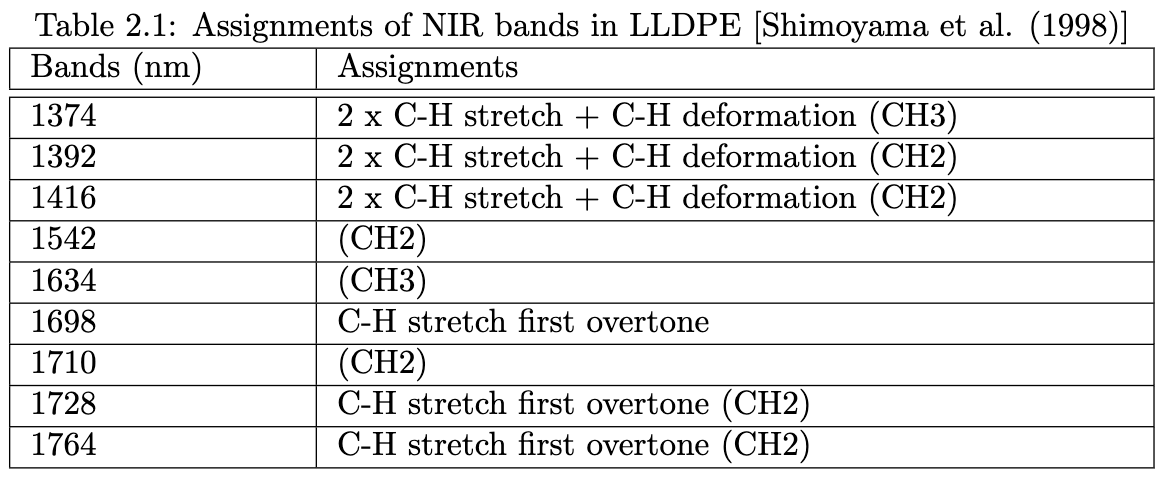 Table 2.1: Assignments of NIR bands in LLDPE [Shimoyama et al. (1998)]
Bands (nm) Assignments
1374 2 x C-H stretch + C-H deformation (CH3)
1392 2 x C-H stretch + C-H deformation (CH2)
1416 2 x C-H stretch + C-H deformation (CH2)
1542 (CH2)
1634 (CH3)
1698 C-H stretch first overtone
1710 (CH2)
1728 C-H stretch first overtone (CH2)
1764 C-H stretch first overtone (CH2)